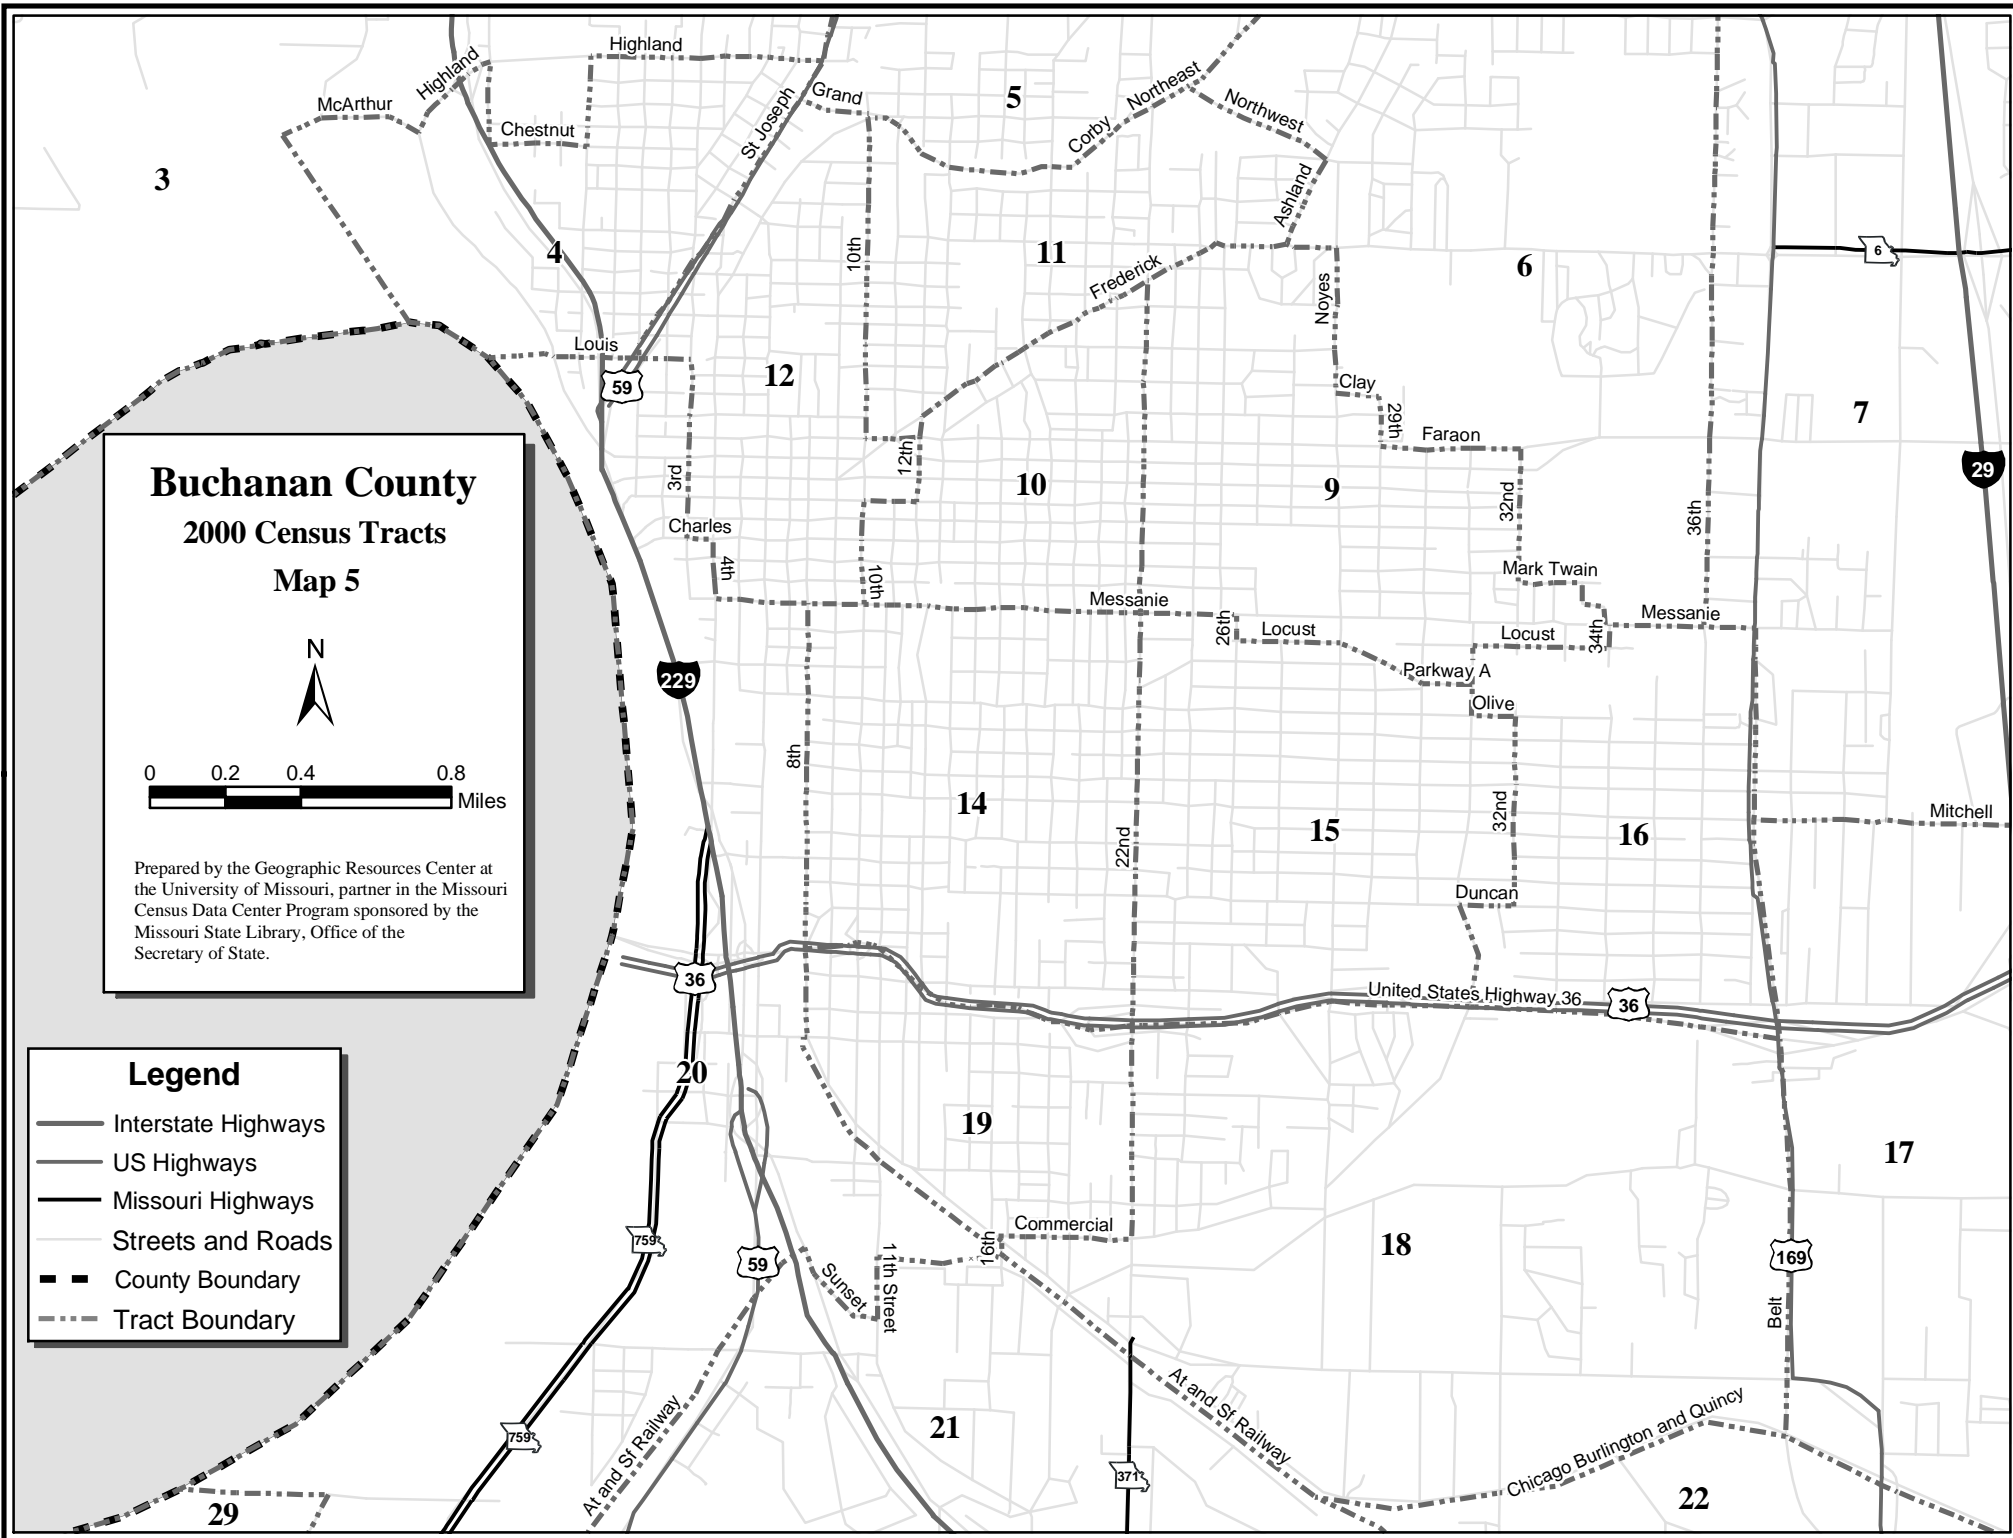 Highland
Highland
McArthur
Chestnut
St Joseph
Grand
5
Corby
Northeast
Northwest
Ashland
3
4
10th
11
Frederick
6
6
Noyes
Louis
59
12
Clay
29th
Faraon
7
29
3rd
12th
10
9
32nd
36th
Charles
4th
10th
Mark Twain
Messanie
Messanie
26th
Locust
Locust
34th
Parkway A
Olive
229
8th
14
22nd
15
32nd
16
Mitchell
Duncan
Buchanan County
2000 Census Tracts
Map 5
N
0 0.2 0.4 0.8
Miles
Prepared by the Geographic Resources Center at
the University of Missouri, partner in the Missouri
Census Data Center Program sponsored by the
Missouri State Library, Office of the
Secretary of State.
36
United States Highway 36
36
20
19
17
Legend
Interstate Highways
US Highways
Missouri Highways
Streets and Roads
County Boundary
Tract Boundary
759
59
Sunset
11th Street
16th
Commercial
18
169
Belt
At and Sf Railway
At and Sf Railway
759
21
371
Chicago Burlington and Quincy
22
29